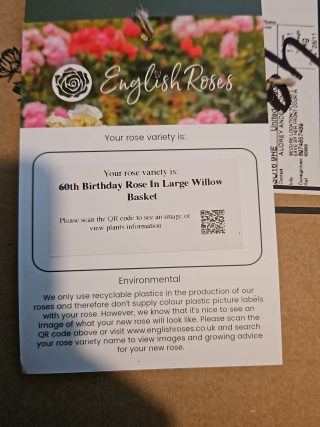 English Roses
Your rose variety is:
Your rose variety is:
60th Birthday Rose In Large Willow
Basket
Please scan the QR code to see an image or
view plants information
Environmental
We only use recyclable plastics in the production of our
roses and therefore don't supply colour plastic picture labels
with your rose. However, we know that it's nice to see an
image of what your new rose will look like. Please scan the
QR code above or visit www.englishroses.co.uk and search
your rose variety name to view images and growing advice
for your new rose.